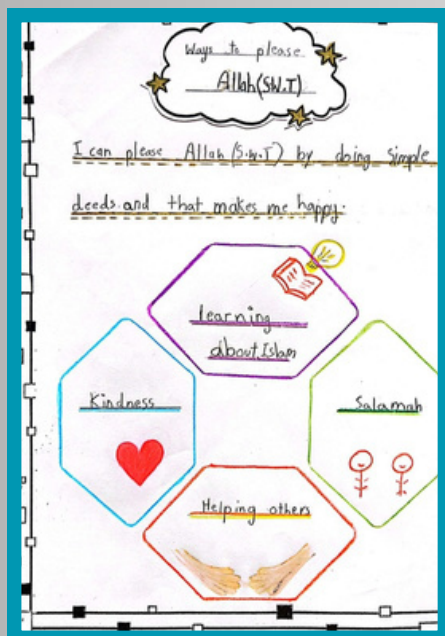 Ways to please
Allah(SW.T)
I can please Allah(S.W.T) by doing simple
deeds.and that makes me happy.
learning
about Islam
Kindness
Salamah
Helping others